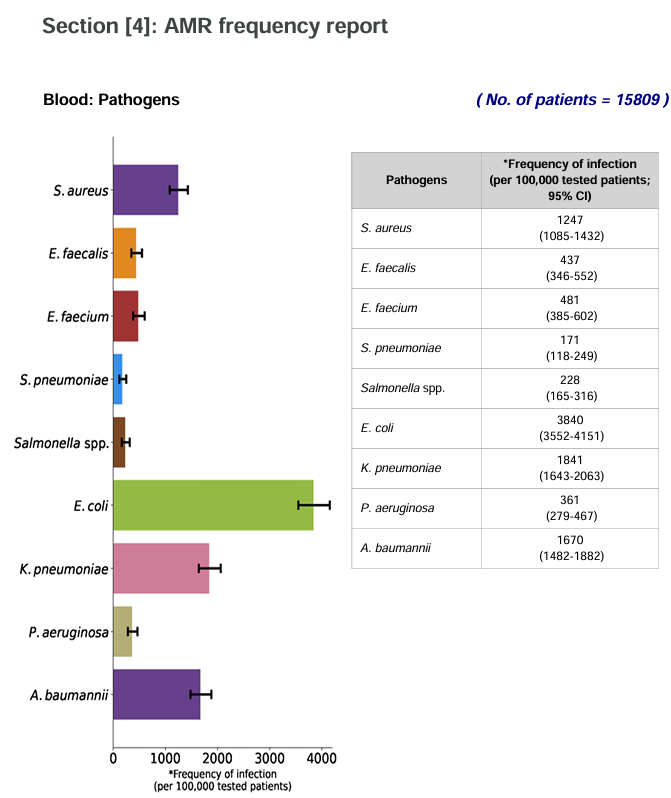 Section [4]: AMR frequency report
Blood: Pathogens
( No. of patients = 15809 )
S. aureus
E. faecalis
E. faecium
S. pneumoniae
Salmonella spp.
E. coli
K. pneumoniae
P. aeruginosa
A. baumannii
0 1000 2000 3000 4000
*Frequency of infection
(per 100,000 tested patients)
Pathogens
*Frequency of infection
(per 100,000 tested patients;
95% CI)
S. aureus
1247
(1085-1432)
E. faecalis
437
(346-552)
E. faecium
481
(385-602)
S. pneumoniae
171
(118-249)
Salmonella spp.
228
(165-316)
E. coli
3840
(3552-4151)
K. pneumoniae
1841
(1643-2063)
P. aeruginosa
361
(279-467)
A. baumannii
1670
(1482-1882)